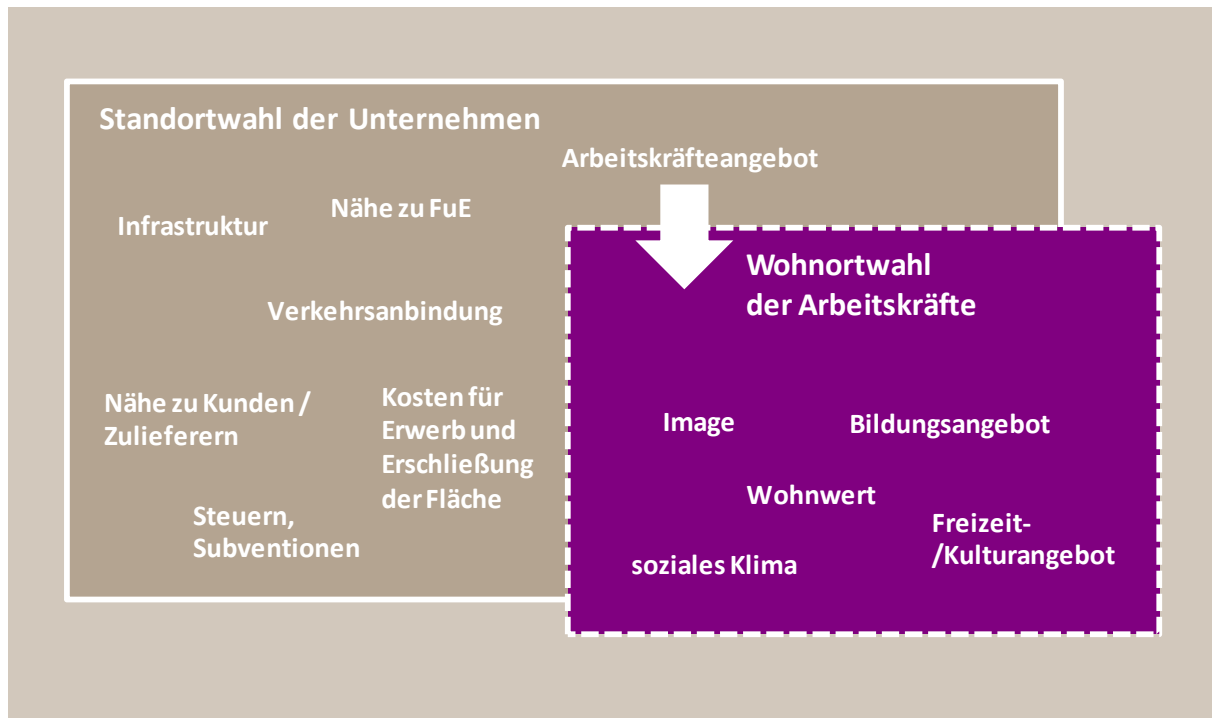 Standortwahl der Unternehmen
Arbeitskräfteangebot
Nähe zu FuE
Infrastruktur
Verkehrsanbindung
Nähe zu Kunden /
Zulieferern
Kosten für
Erwerb und
Erschließung
der Fläche
Steuern,
Subventionen
Wohnortwahl
der Arbeitskräfte
Image
Bildungsangebot
Wohnwert
Freizeit-
/Kulturangebot
soziales Klima